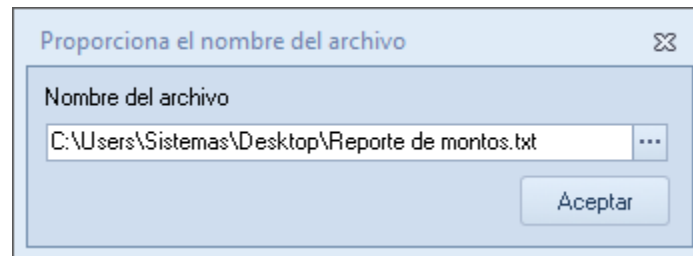 Proporciona el nombre del archivo
Nombre del archivo
C:\Users\Sistemas\Desktop\Reporte de montos.txt
...
Aceptar